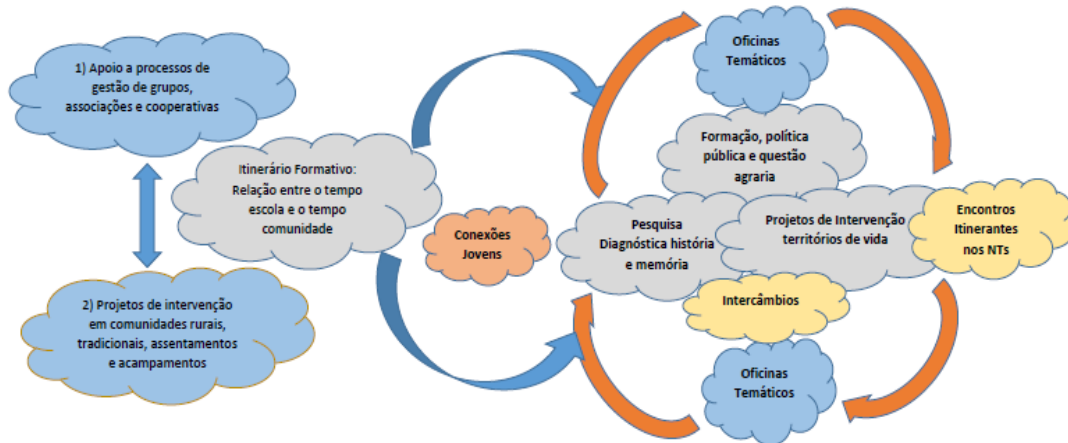 1) Apoio a processos de
gestão de grupos,
associações e cooperativas
2) Projetos de intervenção
em comunidades rurais,
tradicionais, assentamentos
e acampamentos
Itinerário Formativo:
Relação entre o tempo
escola e o tempo
comunidade
Conexões
Jovens
Oficinas
Temáticos
Formação, política
pública e questão
agraria
Pesquisa
Diagnóstica história
e memória
Projetos de Intervenção
territórios de vida
Encontros
Itinerantes
nos NTs
Intercâmbios
Oficinas
Temáticos